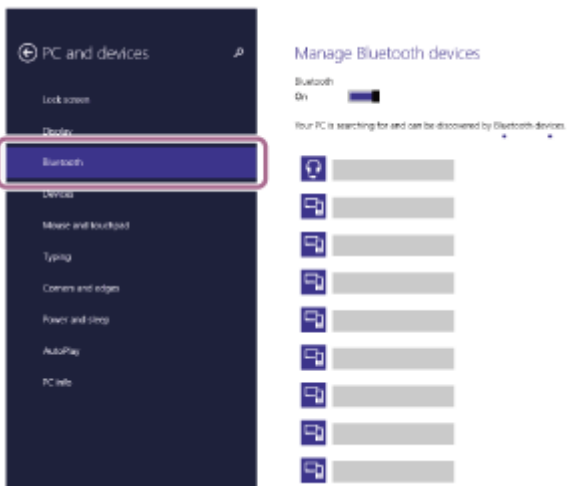 PC and devices
Lock screen
Display
Bluetooth
Devices
Mouse and touchpad
Typing
Corners and edges
Power and sleep
AutoPlay
PC info
Manage Bluetooth devices
Bluetooth
On
Your PC is searching for and can be discovered by Bluetooth devices.